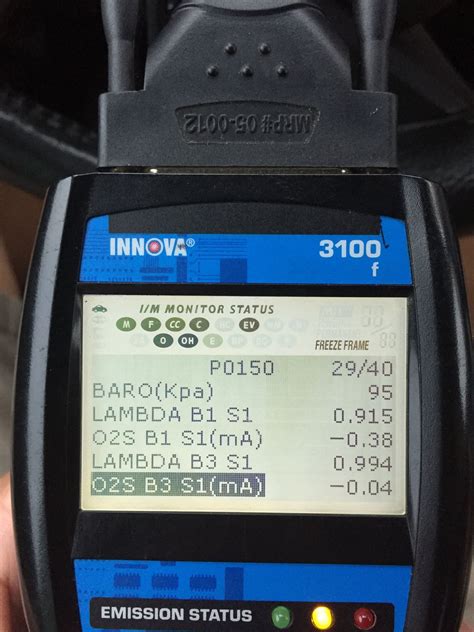 MRP# 05-0012
INNOVA®
3100
f
I/M MONITOR STATUS
M F CC C EV
O OH E
FREEZE FRAME
P0150 29/40
BARO(Kpa) 95
LAMBDA B1 S1 0.915
O2S B1 S1(mA) -0.38
LAMBDA B3 S1 0.994
O2S B3 S1(mA) -0.04
EMISSION STATUS